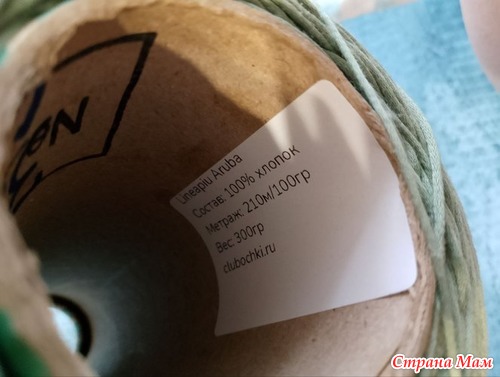 Lineapiu Aruba
Состав: 100% хлопок
Метраж: 210м/100гр
Вес: 300гр
clubochki.ru
Страна Мам